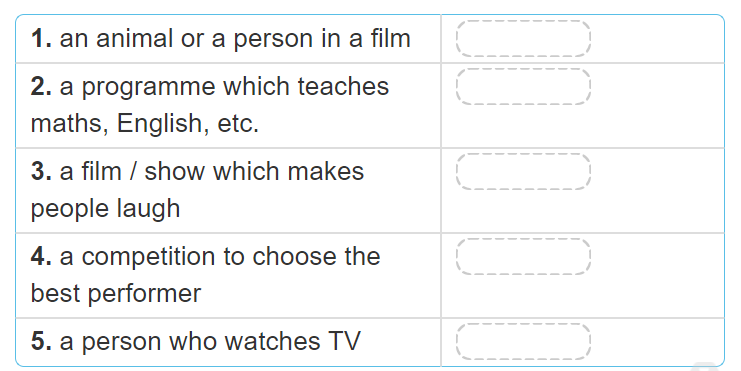 1. an animal or a person in a film
2. a programme which teaches
maths, English, etc.
3. a film / show which makes
people laugh
4. a competition to choose the
best performer
5. a person who watches TV